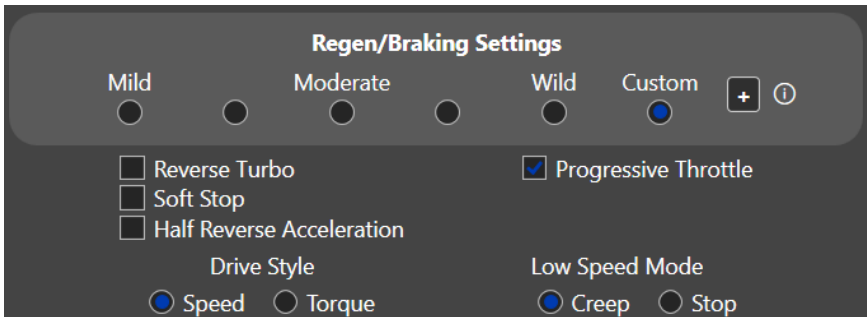 Regen/Braking Settings
Mild Moderate Wild Custom
+
Reverse Turbo Progressive Throttle
Soft Stop
Half Reverse Acceleration
Drive Style Low Speed Mode
Speed Torque Creep Stop